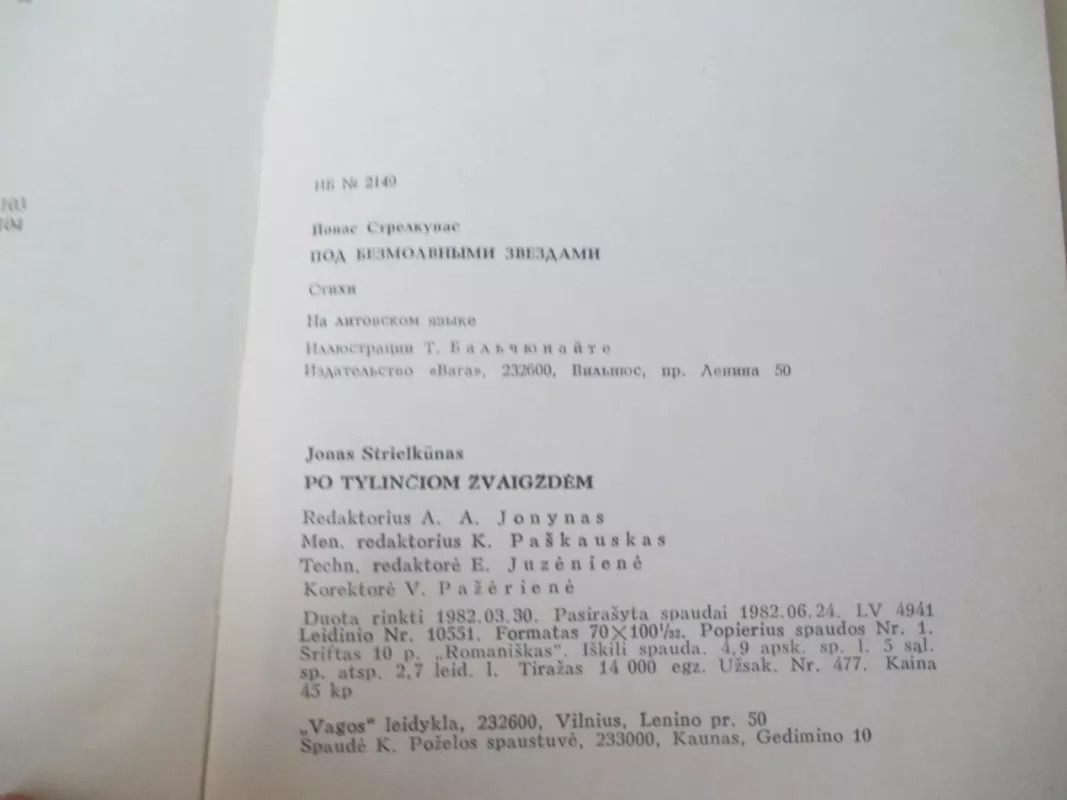 103
104
ИБ № 2149
Йонас Стрелкунас
ПОД БЕЗМОЛВНЫМИ ЗВЕЗДАМИ
Стихи
На литовском языке
Иллюстрации Т. Бальчюнайте
Издательство «Вага», 232600, Вильнюс, пр. Ленина 50
Jonas Strielkūnas
PO TYLINČIOM ŽVAIGŽDĖM
Redaktorius A. A. Jonynas
Men. redaktorius K. Paškauskas
Techn. redaktorė E. Juzėnienė
Korektorė V. Pažėrienė
Duota rinkti 1982.03.30. Pasirašyta spaudai 1982.06.24. LV 4941
Leidinio Nr. 10551. Formatas 70×100¹/₃₂. Popierius spaudos Nr. 1.
Šriftas 10 p. „Romaniškas“. Iškili spauda. 4,9 apsk. sp. l. 5 sąl.
sp. atsp. 2,7 leid. l. Tiražas 14 000 egz. Užsak. Nr. 477. Kaina
45 kp
„Vagos“ leidykla, 232600, Vilnius, Lenino pr. 50
Spaudė K. Poželos spaustuvė, 233000, Kaunas, Gedimino 10